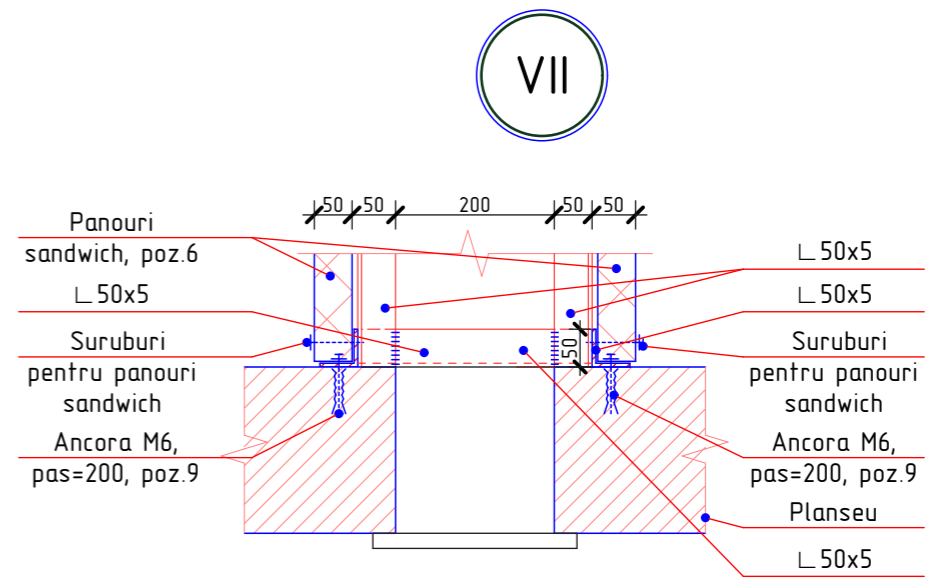 VII
50
50
200
50
50
Panouri
sandwich, poz.6
∟50x5
Suruburi
pentru panouri
sandwich
Ancora M6,
pas=200, poz.9
50
∟50x5
∟50x5
Suruburi
pentru panouri
sandwich
Ancora M6,
pas=200, poz.9
Planseu
∟50x5